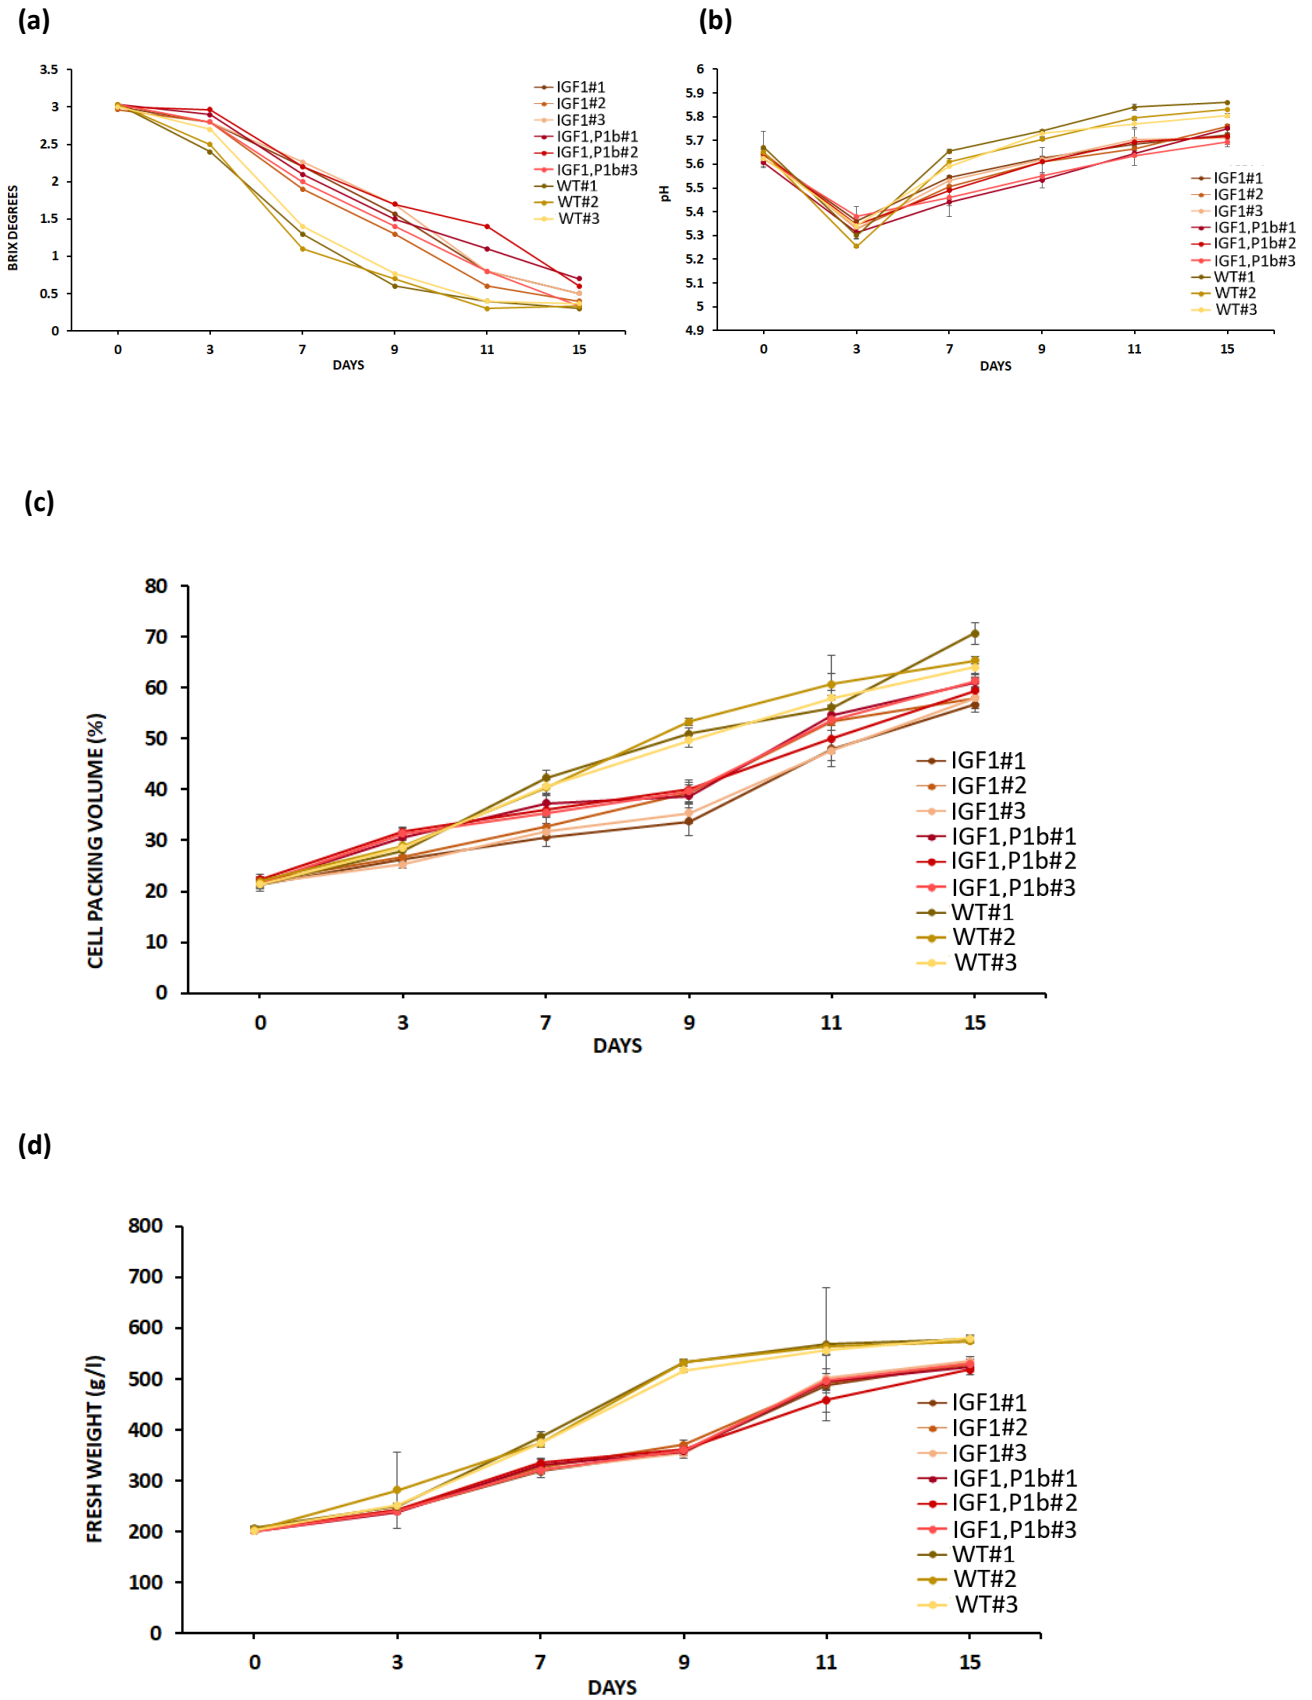 (a)
(b)
3.5
3
2.5
2
1.5
1
0.5
0
BRIX DEGREES
0 3 7 9 11 15
DAYS
IGF1#1
IGF1#2
IGF1#3
IGF1,P1b#1
IGF1,P1b#2
IGF1,P1b#3
WT#1
WT#2
WT#3
6
5.9
5.8
5.7
5.6
5.5
5.4
5.3
5.2
5.1
5
4.9
pH
0 3 7 9 11 15
DAYS
IGF1#1
IGF1#2
IGF1#3
IGF1,P1b#1
IGF1,P1b#2
IGF1,P1b#3
WT#1
WT#2
WT#3
(c)
80
70
60
50
40
30
20
10
0
CELL PACKING VOLUME (%)
0 3 7 9 11 15
DAYS
IGF1#1
IGF1#2
IGF1#3
IGF1,P1b#1
IGF1,P1b#2
IGF1,P1b#3
WT#1
WT#2
WT#3
(d)
800
700
600
500
400
300
200
100
0
FRESH WEIGHT (g/l)
0 3 7 9 11 15
DAYS
IGF1#1
IGF1#2
IGF1#3
IGF1,P1b#1
IGF1,P1b#2
IGF1,P1b#3
WT#1
WT#2
WT#3